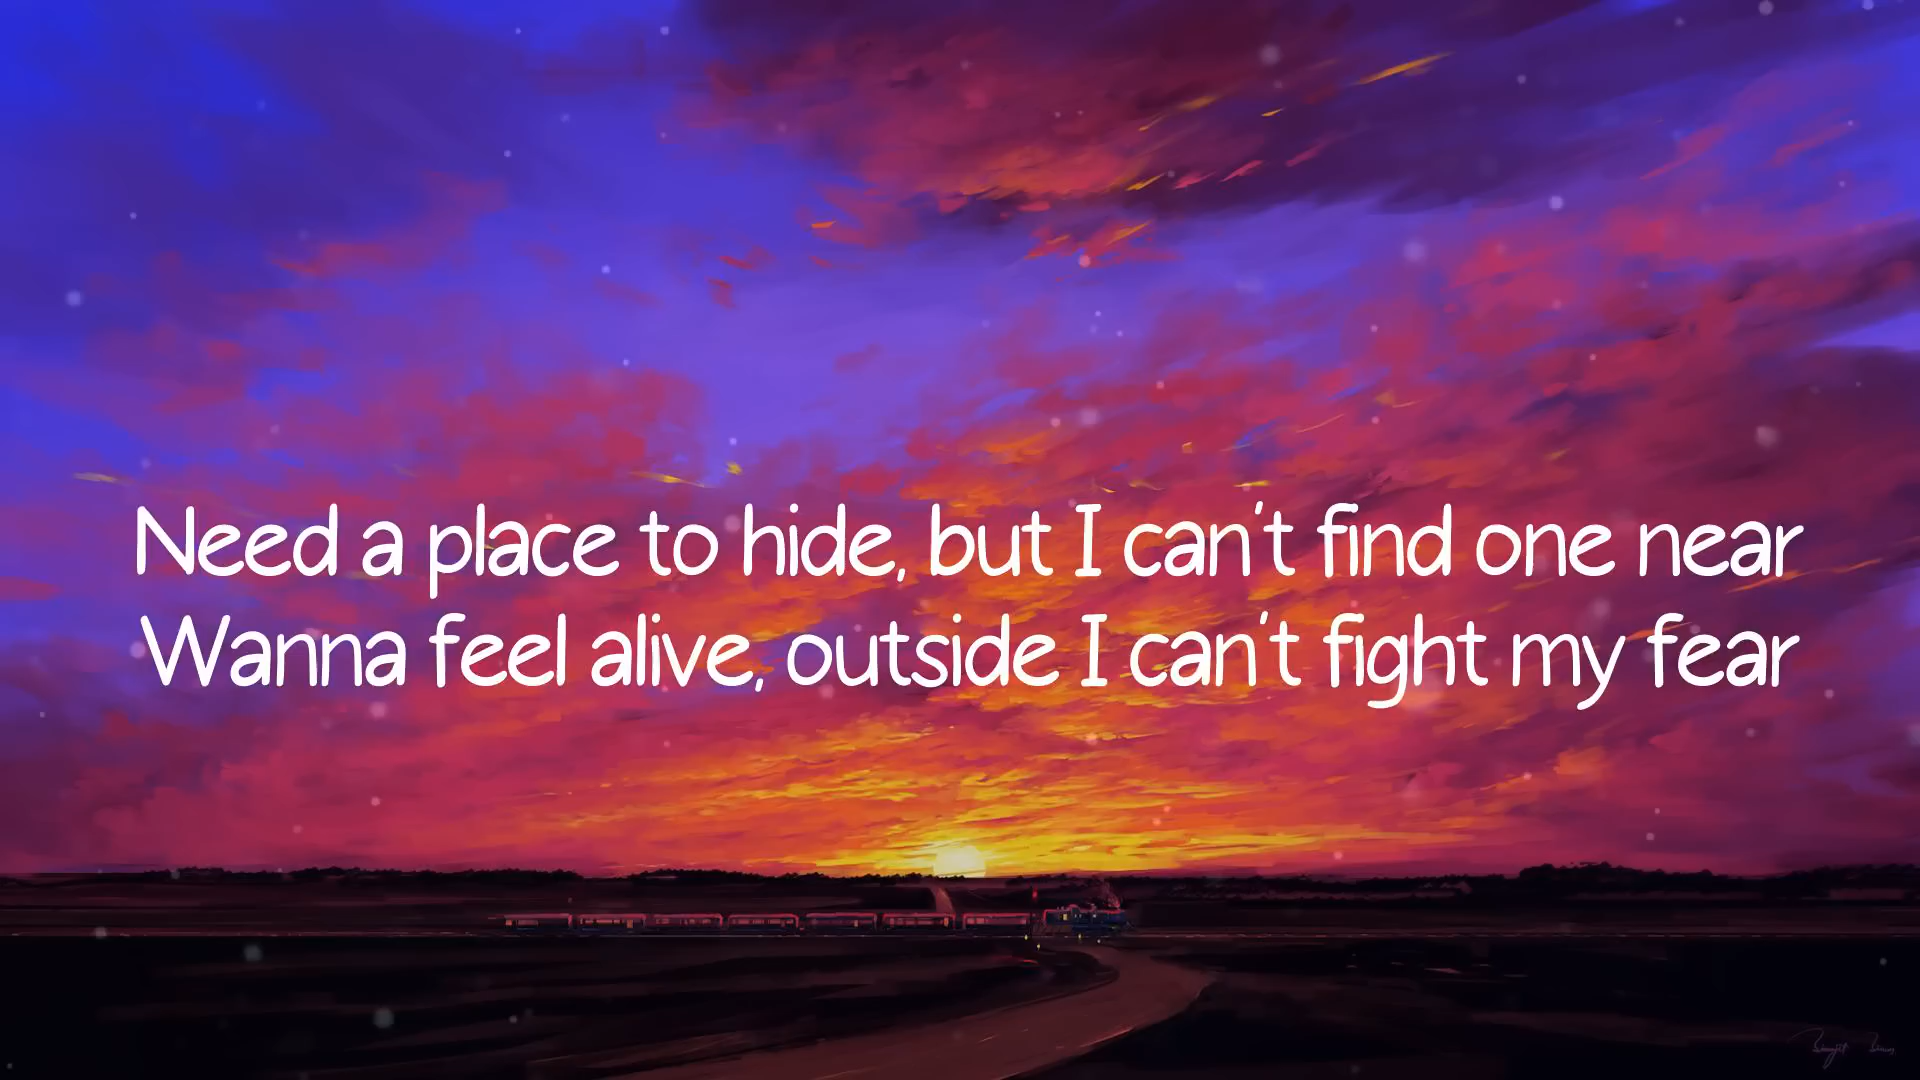 Need a place to hide, but I can't find one near
Wanna feel alive, outside I can't fight my fear